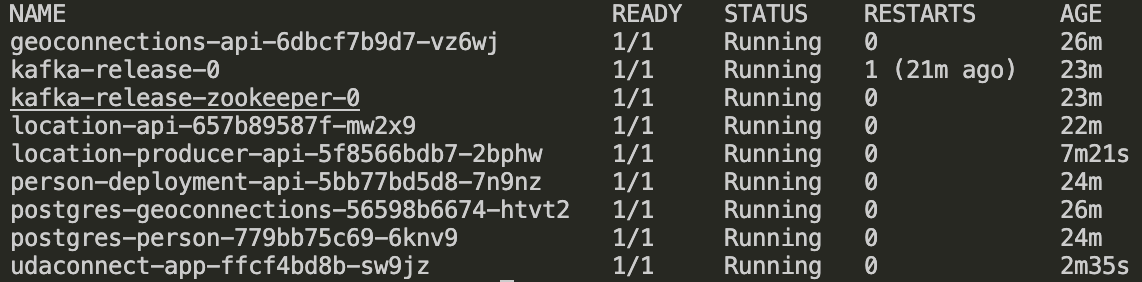 NAME READY STATUS RESTARTS AGE
geoconnections-api-6dbcf7b9d7-vz6wj 1/1 Running 0 26m
kafka-release-0 1/1 Running 1 (21m ago) 23m
kafka-release-zookeeper-0 1/1 Running 0 23m
location-api-657b89587f-mw2x9 1/1 Running 0 22m
location-producer-api-5f8566bdb7-2bphw 1/1 Running 0 7m21s
person-deployment-api-5bb77bd5d8-7n9nz 1/1 Running 0 24m
postgres-geoconnections-56598b6674-htvt2 1/1 Running 0 26m
postgres-person-779bb75c69-6knv9 1/1 Running 0 24m
udaconnect-app-ffcf4bd8b-sw9jz 1/1 Running 0 2m35s